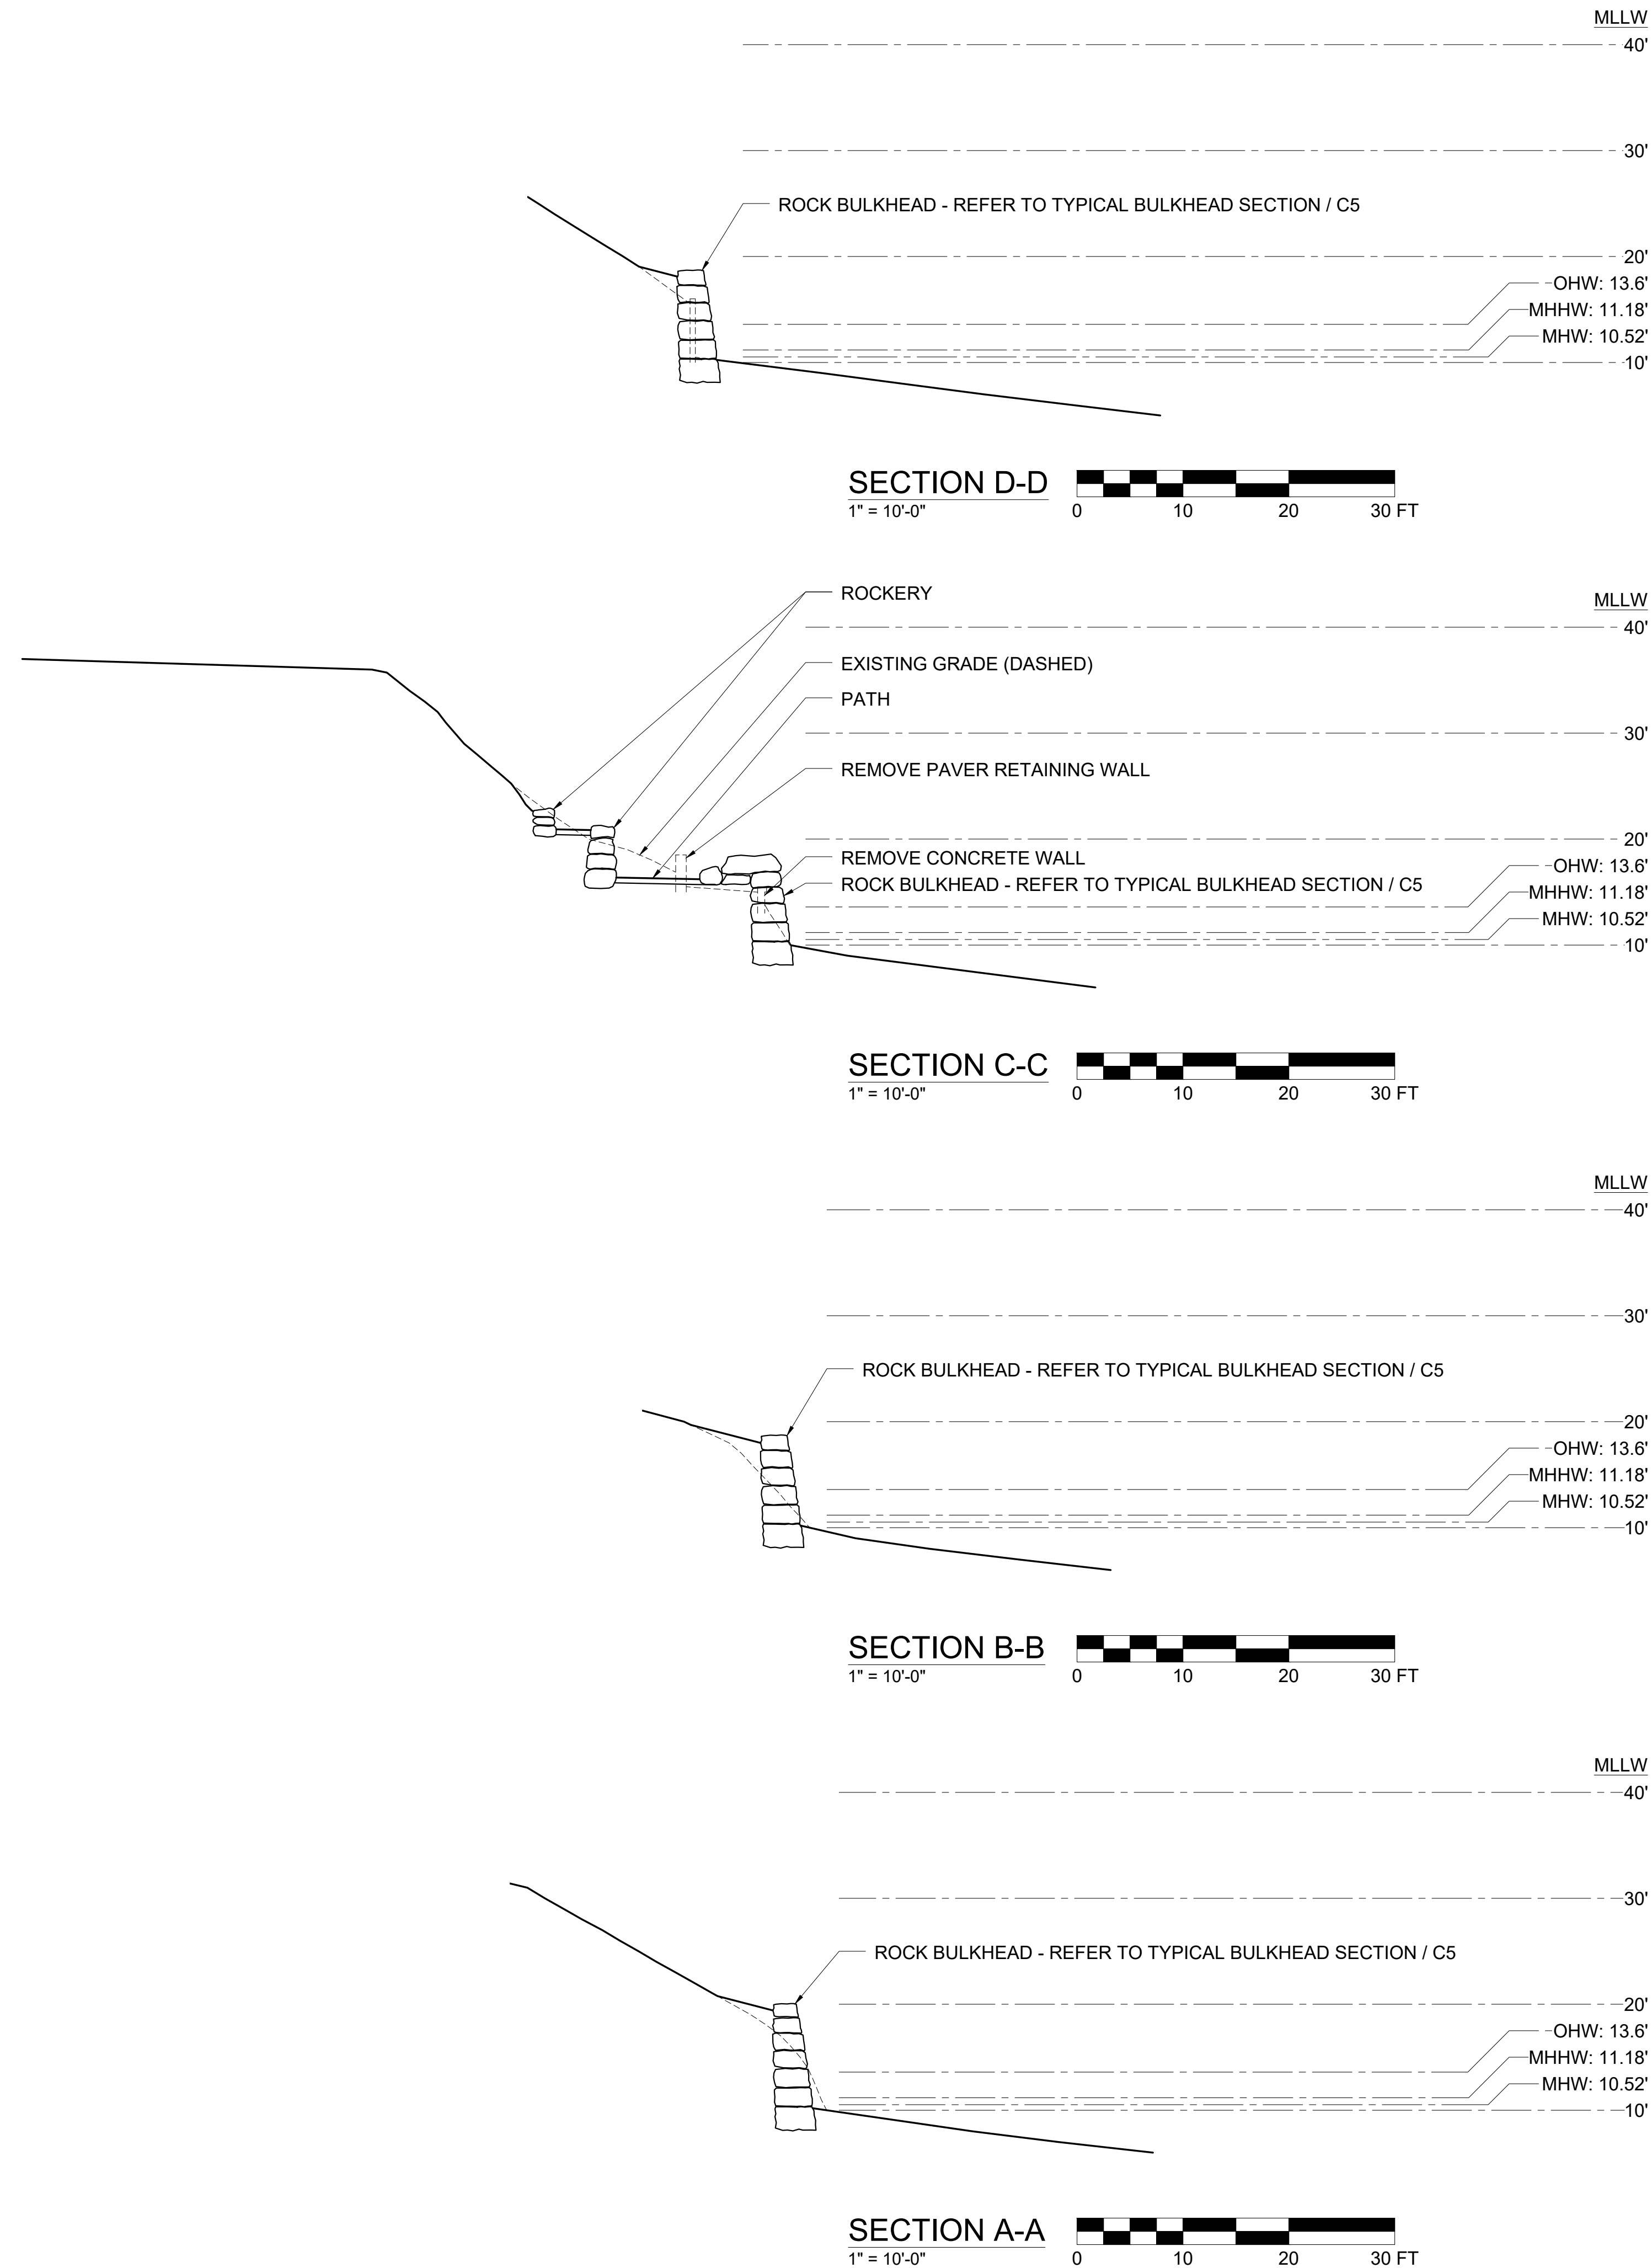 MLLW
40'
30'
ROCK BULKHEAD - REFER TO TYPICAL BULKHEAD SECTION / C5
20'
OHW: 13.6'
MHHW: 11.18'
MHW: 10.52'
10'
SECTION D-D
1" = 10'-0"
0 10 20 30 FT
ROCKERY
MLLW
40'
EXISTING GRADE (DASHED)
PATH
30'
REMOVE PAVER RETAINING WALL
20'
REMOVE CONCRETE WALL
OHW: 13.6'
ROCK BULKHEAD - REFER TO TYPICAL BULKHEAD SECTION / C5
MHHW: 11.18'
MHW: 10.52'
10'
SECTION C-C
1" = 10'-0"
0 10 20 30 FT
MLLW
40'
30'
ROCK BULKHEAD - REFER TO TYPICAL BULKHEAD SECTION / C5
20'
OHW: 13.6'
MHHW: 11.18'
MHW: 10.52'
10'
SECTION B-B
1" = 10'-0"
0 10 20 30 FT
MLLW
40'
30'
ROCK BULKHEAD - REFER TO TYPICAL BULKHEAD SECTION / C5
20'
OHW: 13.6'
MHHW: 11.18'
MHW: 10.52'
10'
SECTION A-A
1" = 10'-0"
0 10 20 30 FT